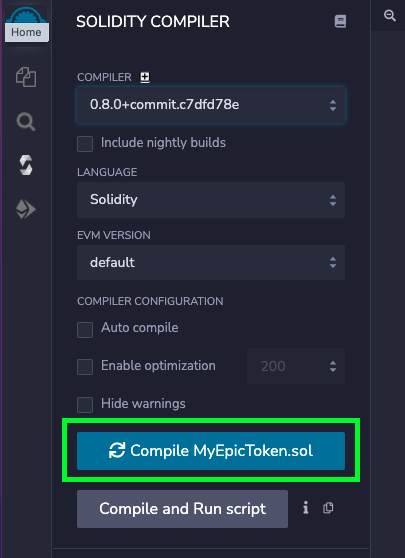 SOLIDITY COMPILER
Home
COMPILER
0.8.0+commit.c7dfd78e
Include nightly builds
LANGUAGE
Solidity
EVM VERSION
default
COMPILER CONFIGURATION
Auto compile
Enable optimization 200
Hide warnings
Compile MyEpicToken.sol
Compile and Run script